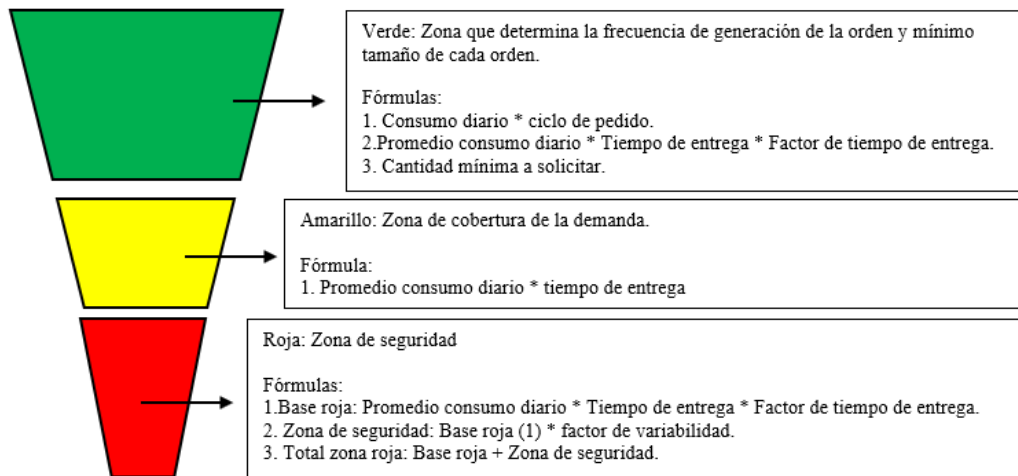 Verde: Zona que determina la frecuencia de generación de la orden y mínimo
tamaño de cada orden.
Fórmulas:
1. Consumo diario * ciclo de pedido.
2.Promedio consumo diario * Tiempo de entrega * Factor de tiempo de entrega.
3. Cantidad mínima a solicitar.
Amarillo: Zona de cobertura de la demanda.
Fórmula:
1. Promedio consumo diario * tiempo de entrega
Roja: Zona de seguridad
Fórmulas:
1.Base roja: Promedio consumo diario * Tiempo de entrega * Factor de tiempo de entrega.
2. Zona de seguridad: Base roja (1) * factor de variabilidad.
3. Total zona roja: Base roja + Zona de seguridad.